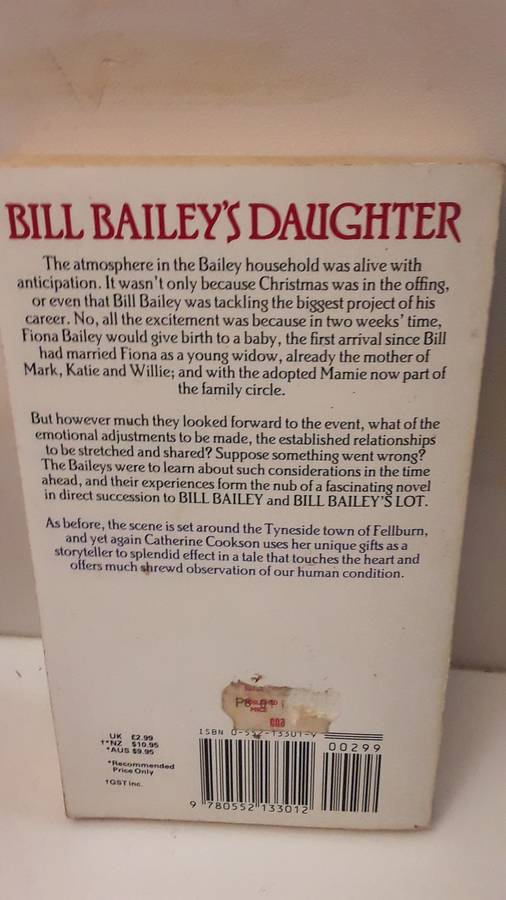 BILL BAILEY'S DAUGHTER
The atmosphere in the Bailey household was alive with
anticipation. It wasn't only because Christmas was in the offing,
or even that Bill Bailey was tackling the biggest project of his
career. No, all the excitement was because in two weeks' time,
Fiona Bailey would give birth to a baby, the first arrival since Bill
had married Fiona as a young widow, already the mother of
Mark, Katie and Willie; and with the adopted Mamie now part of
the family circle.
But however much they looked forward to the event, what of the
emotional adjustments to be made, the established relationships
to be stretched and shared? Suppose something went wrong?
The Baileys were to learn about such considerations in the time
ahead, and their experiences form the nub of a fascinating novel
in direct succession to BILL BAILEY and BILL BAILEY'S LOT.
As before, the scene is set around the Tyneside town of Fellburn,
and yet again Catherine Cookson uses her unique gifts as a
storyteller to splendid effect in a tale that touches the heart and
offers much shrewd observation of our human condition.
PRICE
UK £2.99
†*NZ $10.95
*AUS $9.95
*Recommended
Price Only
†GST inc.
ISBN 0-552-13301-
00299
9 780552 133012